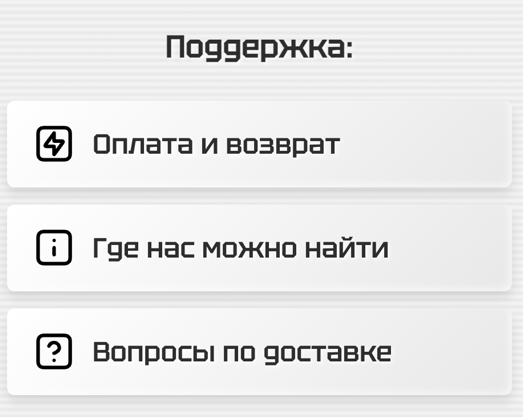 Поддержка:
Оплата и возврат
Где нас можно найти
Вопросы по доставке